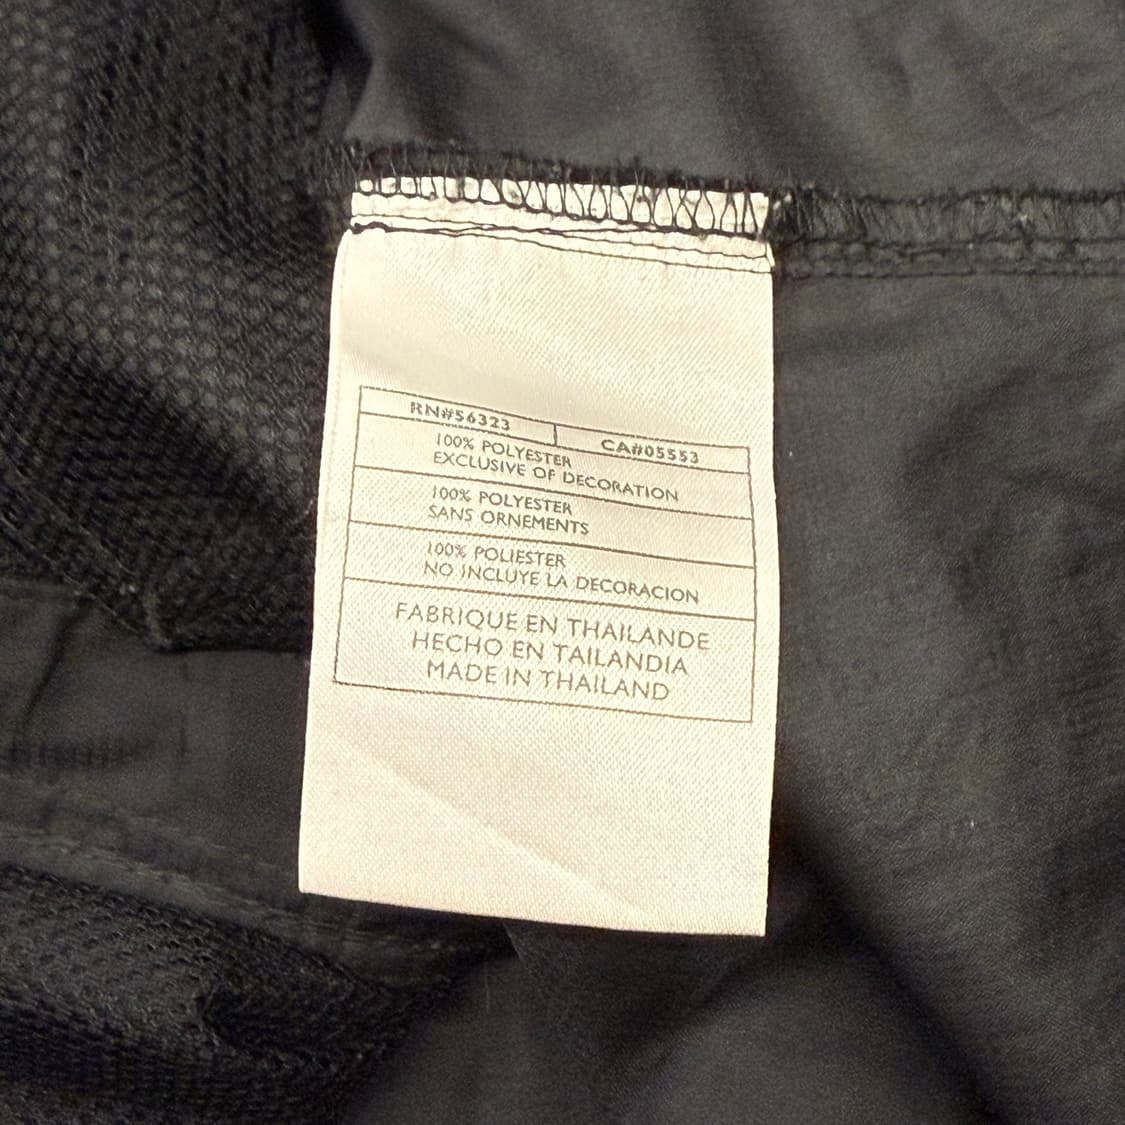 RN#56323
CA#05553
100% POLYESTER
EXCLUSIVE OF DECORATION
100% POLYESTER
SANS ORNEMENTS
100% POLIESTER
NO INCLUYE LA DECORACION
FABRIQUE EN THAILANDE
HECHO EN TAILANDIA
MADE IN THAILAND